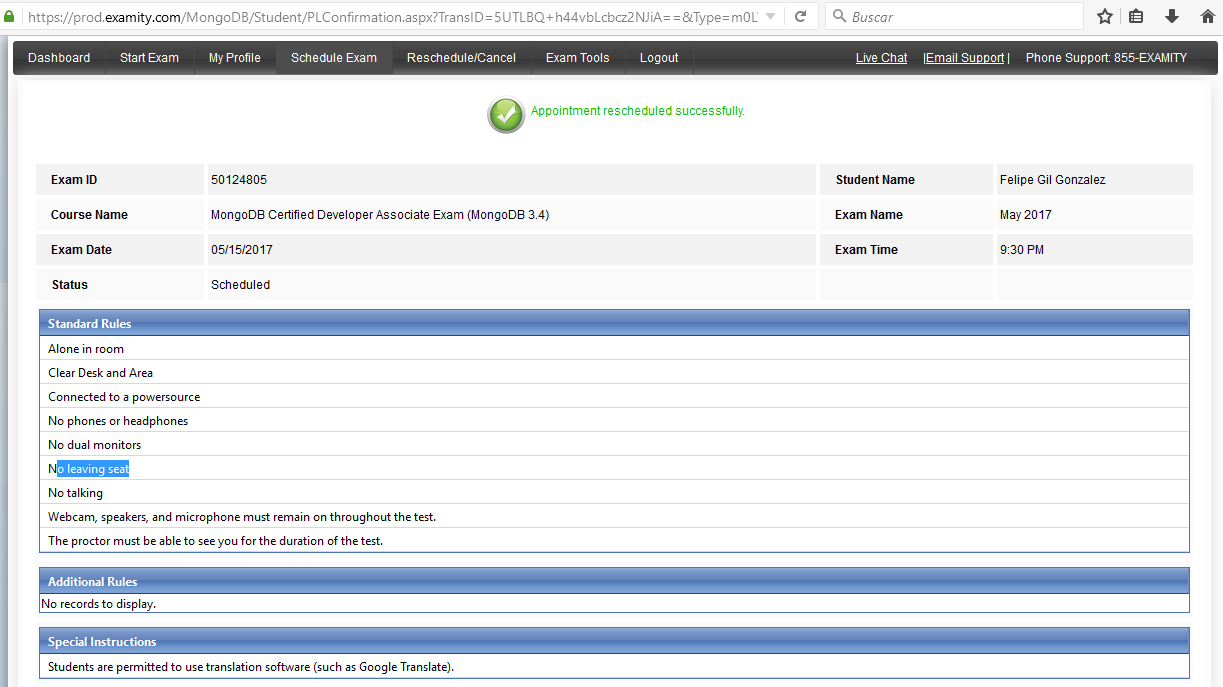 https://prod.examity.com/MongoDB/Student/PLConfirmation.aspx?TransID=5UTLBQ+h44vbLcbcz2NJiA==&Type=m0L
Buscar
Dashboard Start Exam My Profile Schedule Exam Reschedule/Cancel Exam Tools Logout Live Chat |Email Support| Phone Support: 855-EXAMITY
Appointment rescheduled successfully.
Exam ID 50124805 Student Name Felipe Gil Gonzalez
Course Name MongoDB Certified Developer Associate Exam (MongoDB 3.4) Exam Name May 2017
Exam Date 05/15/2017 Exam Time 9:30 PM
Status Scheduled
Standard Rules
Alone in room
Clear Desk and Area
Connected to a powersource
No phones or headphones
No dual monitors
No leaving seat
No talking
Webcam, speakers, and microphone must remain on throughout the test.
The proctor must be able to see you for the duration of the test.
Additional Rules
No records to display.
Special Instructions
Students are permitted to use translation software (such as Google Translate).